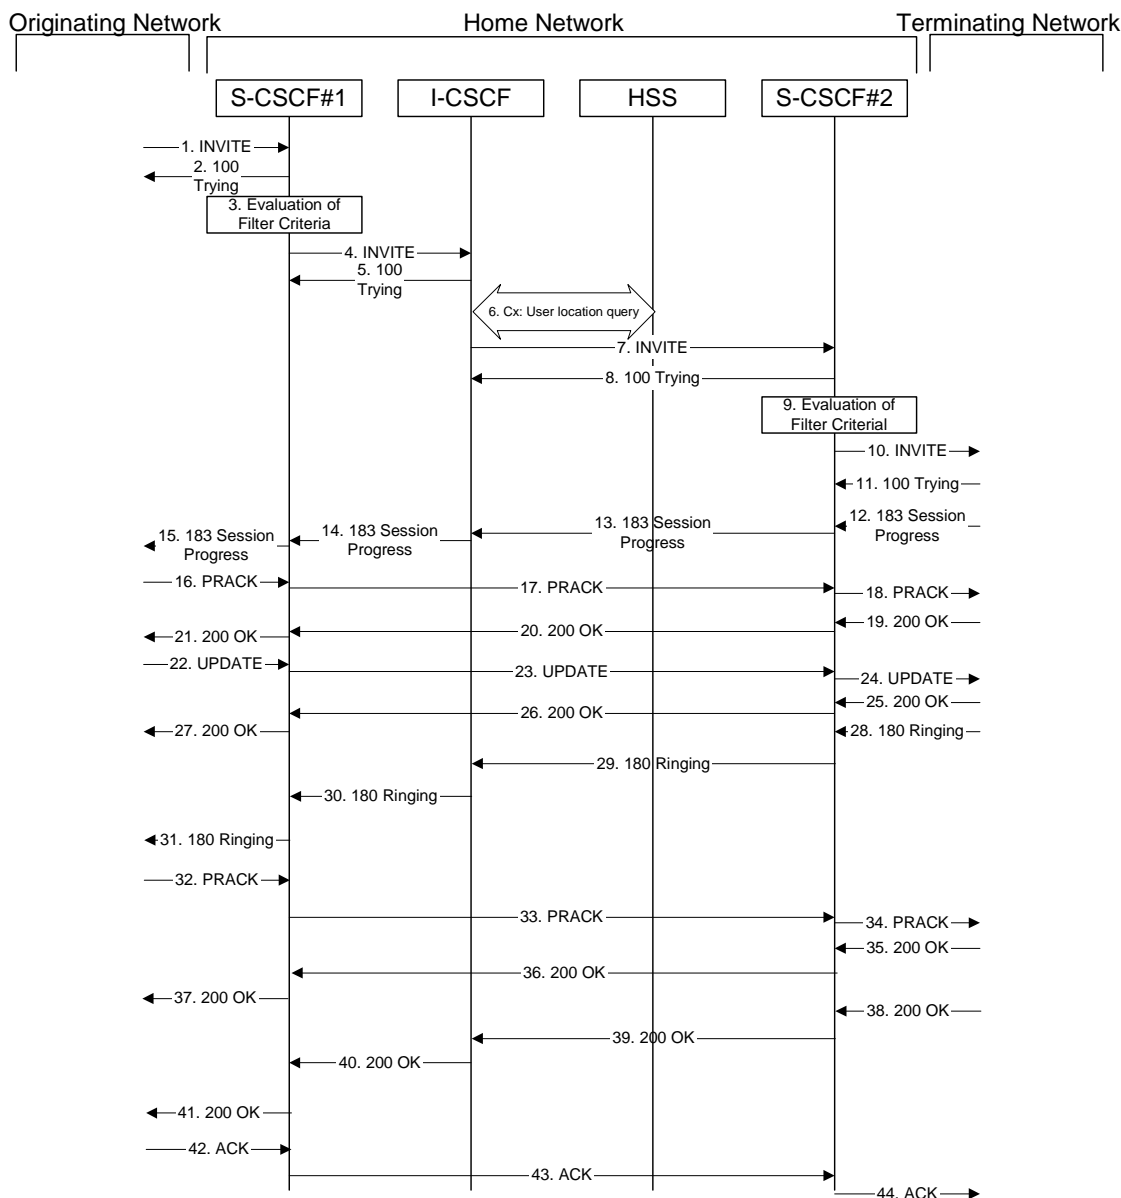 Originating Network
Home Network
Terminating Network
S-CSCF#1
I-CSCF
HSS
S-CSCF#2
1. INVITE
2. 100
Trying
3. Evaluation of
Filter Criteria
4. INVITE
5. 100
Trying
6. Cx: User location query
7. INVITE
8. 100 Trying
9. Evaluation of
Filter Criterial
10. INVITE
11. 100 Trying
12. 183 Session
Progress
13. 183 Session
Progress
14. 183 Session
Progress
15. 183 Session
Progress
16. PRACK
17. PRACK
18. PRACK
19. 200 OK
20. 200 OK
21. 200 OK
22. UPDATE
23. UPDATE
24. UPDATE
25. 200 OK
26. 200 OK
27. 200 OK
28. 180 Ringing
29. 180 Ringing
30. 180 Ringing
31. 180 Ringing
32. PRACK
33. PRACK
34. PRACK
35. 200 OK
36. 200 OK
37. 200 OK
38. 200 OK
39. 200 OK
40. 200 OK
41. 200 OK
42. ACK
43. ACK
44. ACK